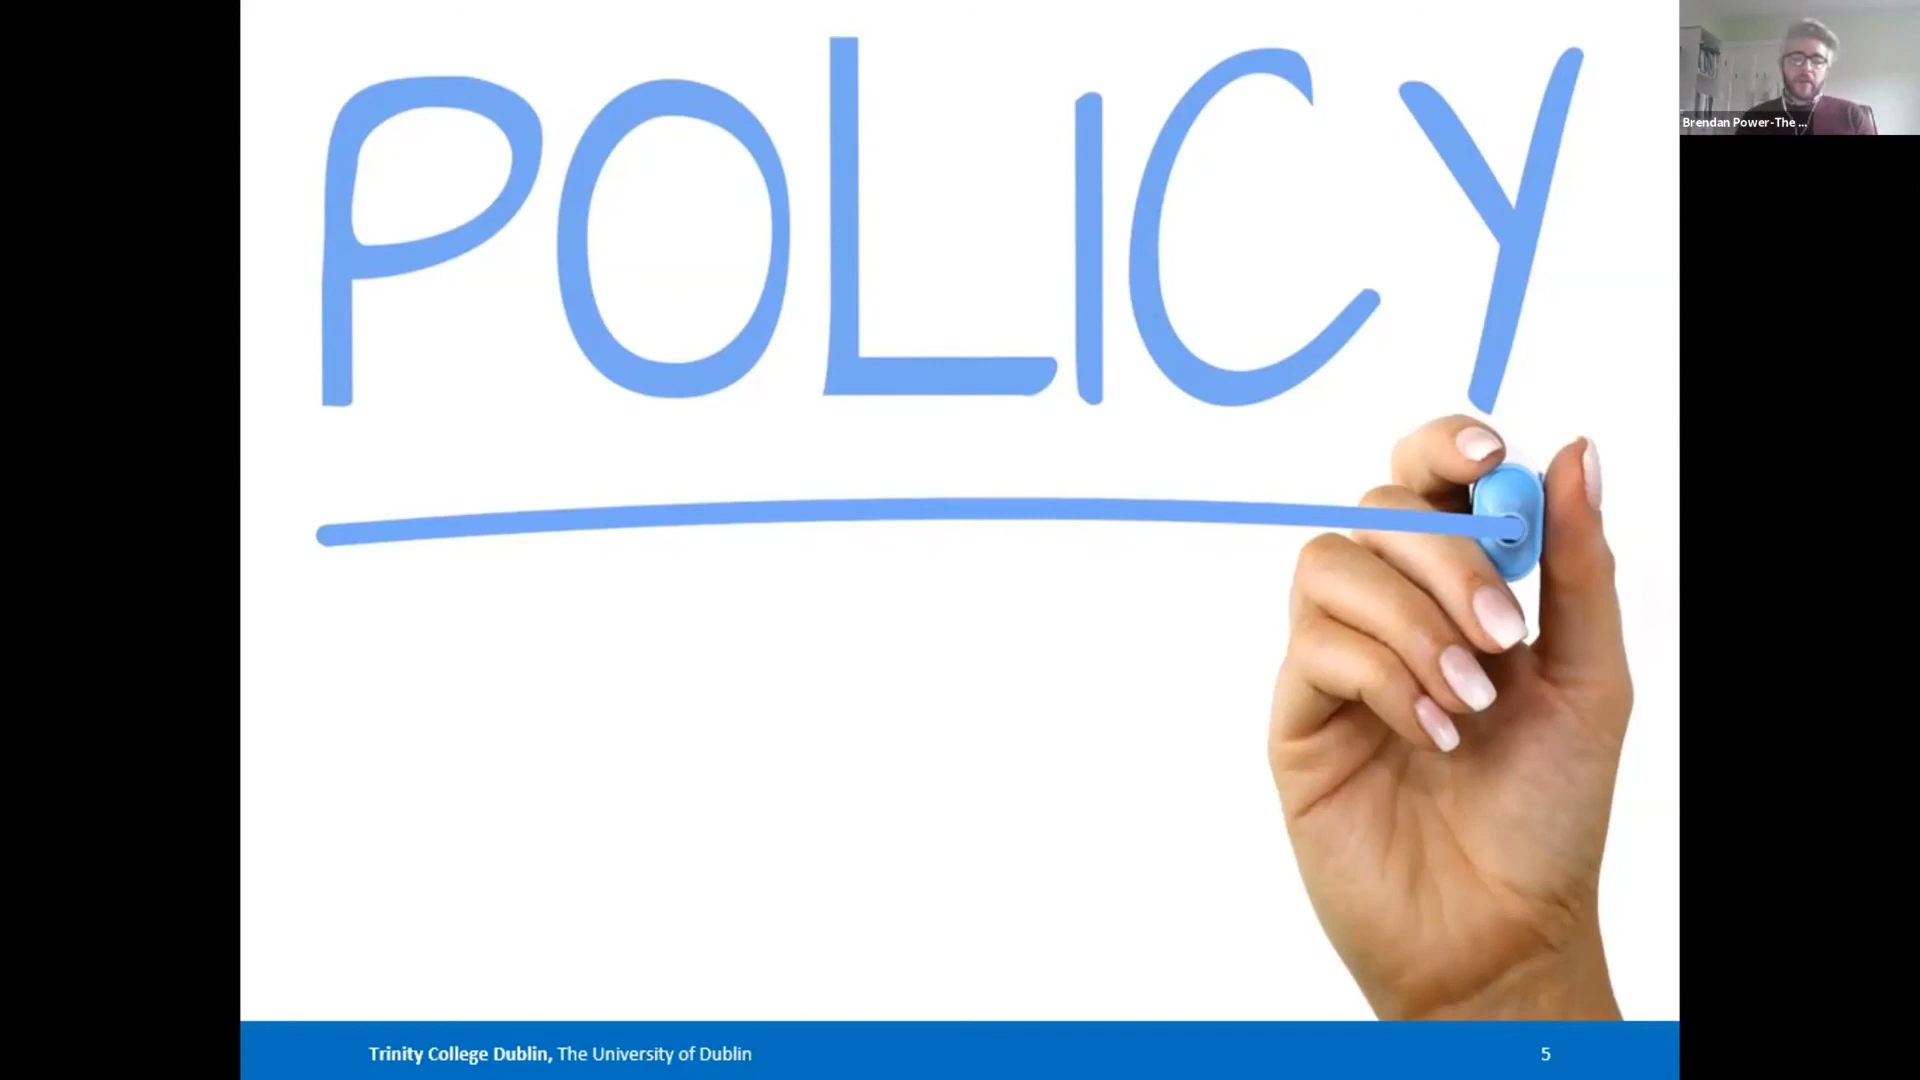 POLICY
Brendan Power-The ...
Trinity College Dublin, The University of Dublin
5